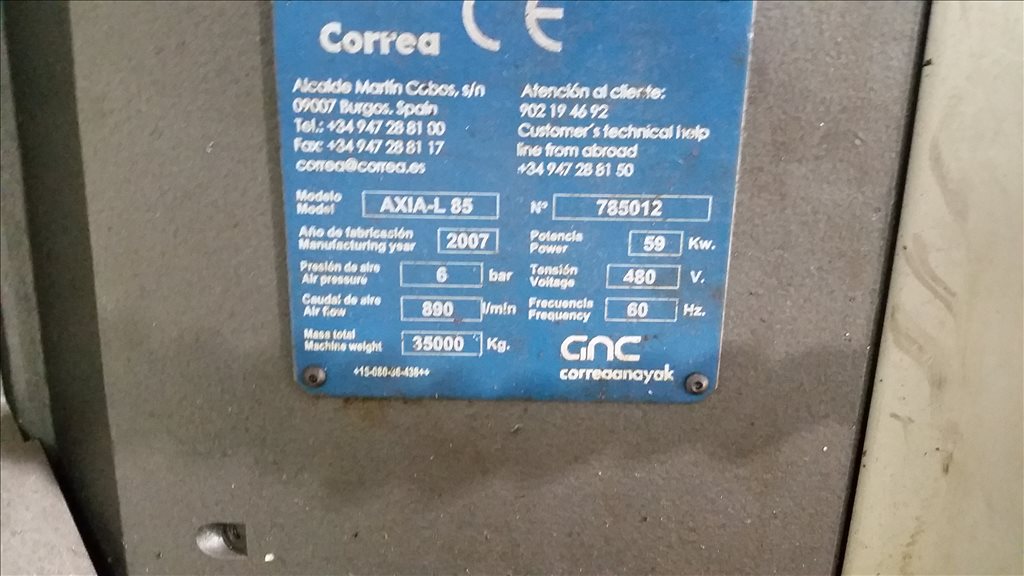 Correa CE
Alcalde Martín Cobos, s/n
09007 Burgos. Spain
Tel.: +34 947 28 81 00
Fax: +34 947 28 81 17
correa@correa.es
Atención al cliente:
902 19 46 92
Customer's technical help
line from abroad
+34 947 28 81 50
Modelo
Model
AXIA-L 85
Nº 785012
Año de fabricación
Manufacturing year
2007
Potencia
Power
59 Kw.
Presión de aire
Air pressure
6 bar
Tensión
Voltage
480 V.
Caudal de aire
Air flow
890 l/min
Frecuencia
Frequency
60 Hz.
Masa total
Machine weight
35000 Kg.
GNC
correaanayak